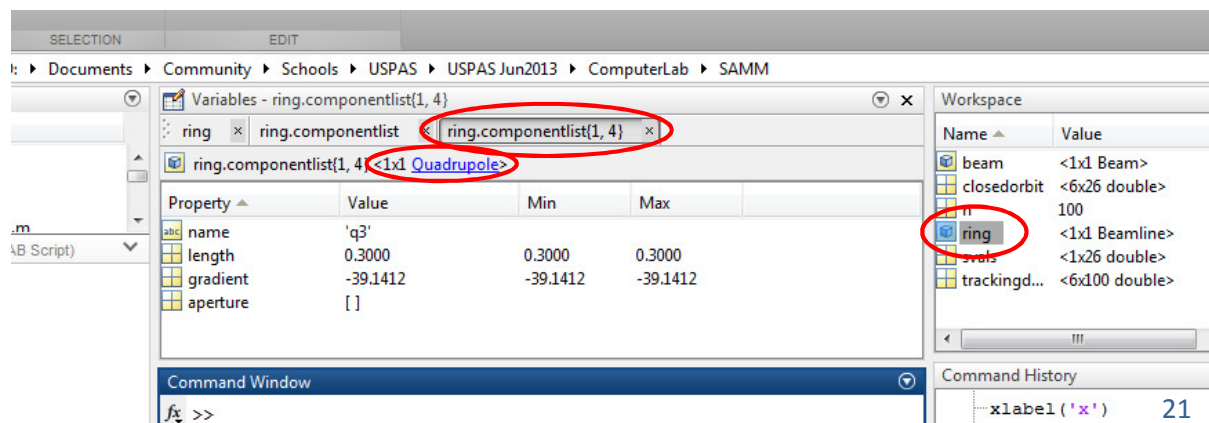 SELECTION EDIT
Documents Community Schools USPAS USPAS Jun2013 ComputerLab SAMM
Variables - ring.componentlist{1, 4}
ring ring.componentlist ring.componentlist{1, 4}
ring.componentlist{1, 4} <1x1 Quadrupole>
Property Value Min Max
name 'q3'
length 0.3000 0.3000 0.3000
gradient -39.1412 -39.1412 -39.1412
aperture [ ]
.m
AB Script)
Workspace
Name Value
beam <1x1 Beam>
closedorbit <6x26 double>
n 100
ring <1x1 Beamline>
svals <1x26 double>
trackingd... <6x100 double>
Command Window
fx >>
Command History
xlabel('x')
21